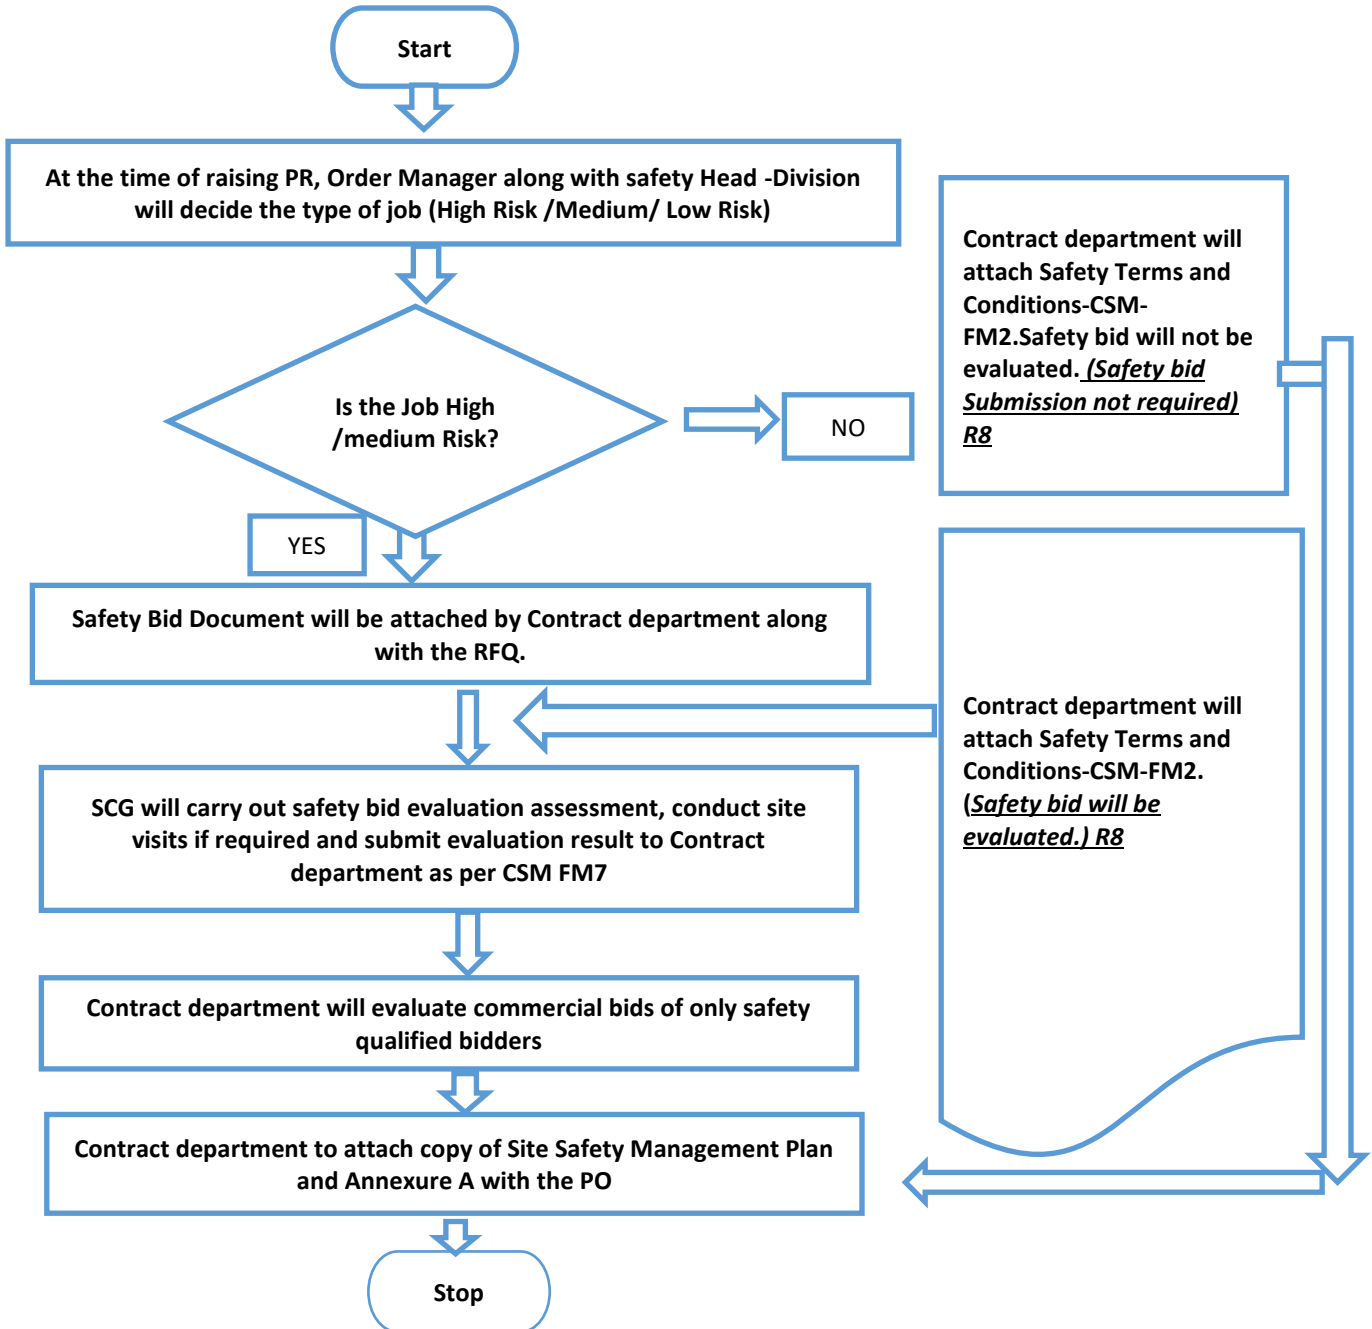 Start
At the time of raising PR, Order Manager along with safety Head -Division
will decide the type of job (High Risk /Medium/ Low Risk)
Is the Job High
/medium Risk?
NO
Contract department will
attach Safety Terms and
Conditions-CSM-
FM2.Safety bid will not be
evaluated. (Safety bid
Submission not required)
R8
YES
Safety Bid Document will be attached by Contract department along
with the RFQ.
Contract department will
attach Safety Terms and
Conditions-CSM-FM2.
(Safety bid will be
evaluated.) R8
SCG will carry out safety bid evaluation assessment, conduct site
visits if required and submit evaluation result to Contract
department as per CSM FM7
Contract department will evaluate commercial bids of only safety
qualified bidders
Contract department to attach copy of Site Safety Management Plan
and Annexure A with the PO
Stop